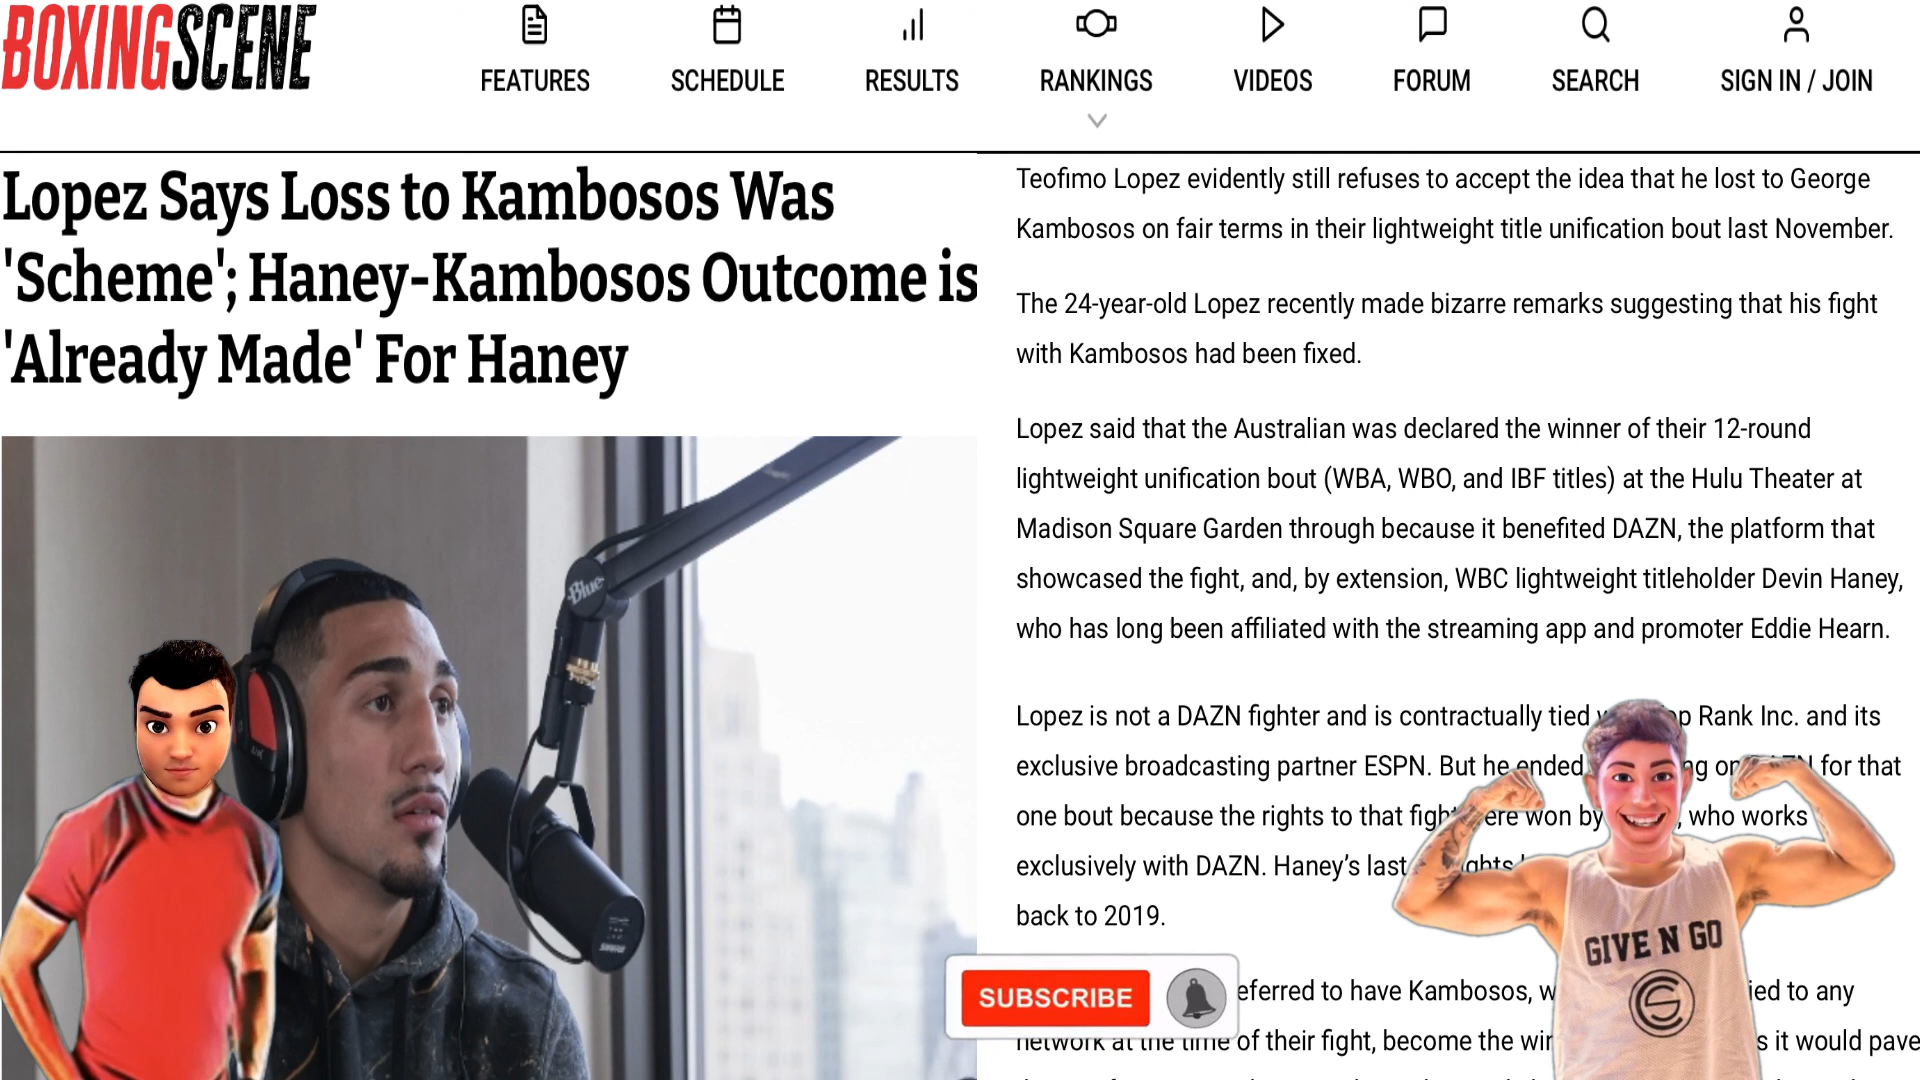 BOXINGSCENE
FEATURES
SCHEDULE
RESULTS
RANKINGS
VIDEOS
FORUM
SEARCH
SIGN IN / JOIN
Lopez Says Loss to Kambosos Was
'Scheme'; Haney-Kambosos Outcome is
'Already Made' For Haney
Blue
Teofimo Lopez evidently still refuses to accept the idea that he lost to George
Kambosos on fair terms in their lightweight title unification bout last November.
The 24-year-old Lopez recently made bizarre remarks suggesting that his fight
with Kambosos had been fixed.
Lopez said that the Australian was declared the winner of their 12-round
lightweight unification bout (WBA, WBO, and IBF titles) at the Hulu Theater at
Madison Square Garden through because it benefited DAZN, the platform that
showcased the fight, and, by extension, WBC lightweight titleholder Devin Haney,
who has long been affiliated with the streaming app and promoter Eddie Hearn.
Lopez is not a DAZN fighter and is contractually tied Rank Inc. and its
exclusive broadcasting partner ESPN. But he ended on DAZN for that
one bout because the rights to that fight were won by , who works
exclusively with DAZN. Haney’s last
back to 2019.
to have Kambosos, to any
network at the time of their fight, become the it would pave
SUBSCRIBE
GIVE N GO